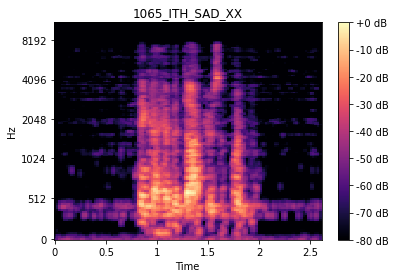 1065_ITH_SAD_XX
+0 dB
8192
-10 dB
4096
-20 dB
-30 dB
2048
Hz
-40 dB
1024
-50 dB
512
-60 dB
-70 dB
0
-80 dB
0
0.5
1
1.5
2
2.5
Time